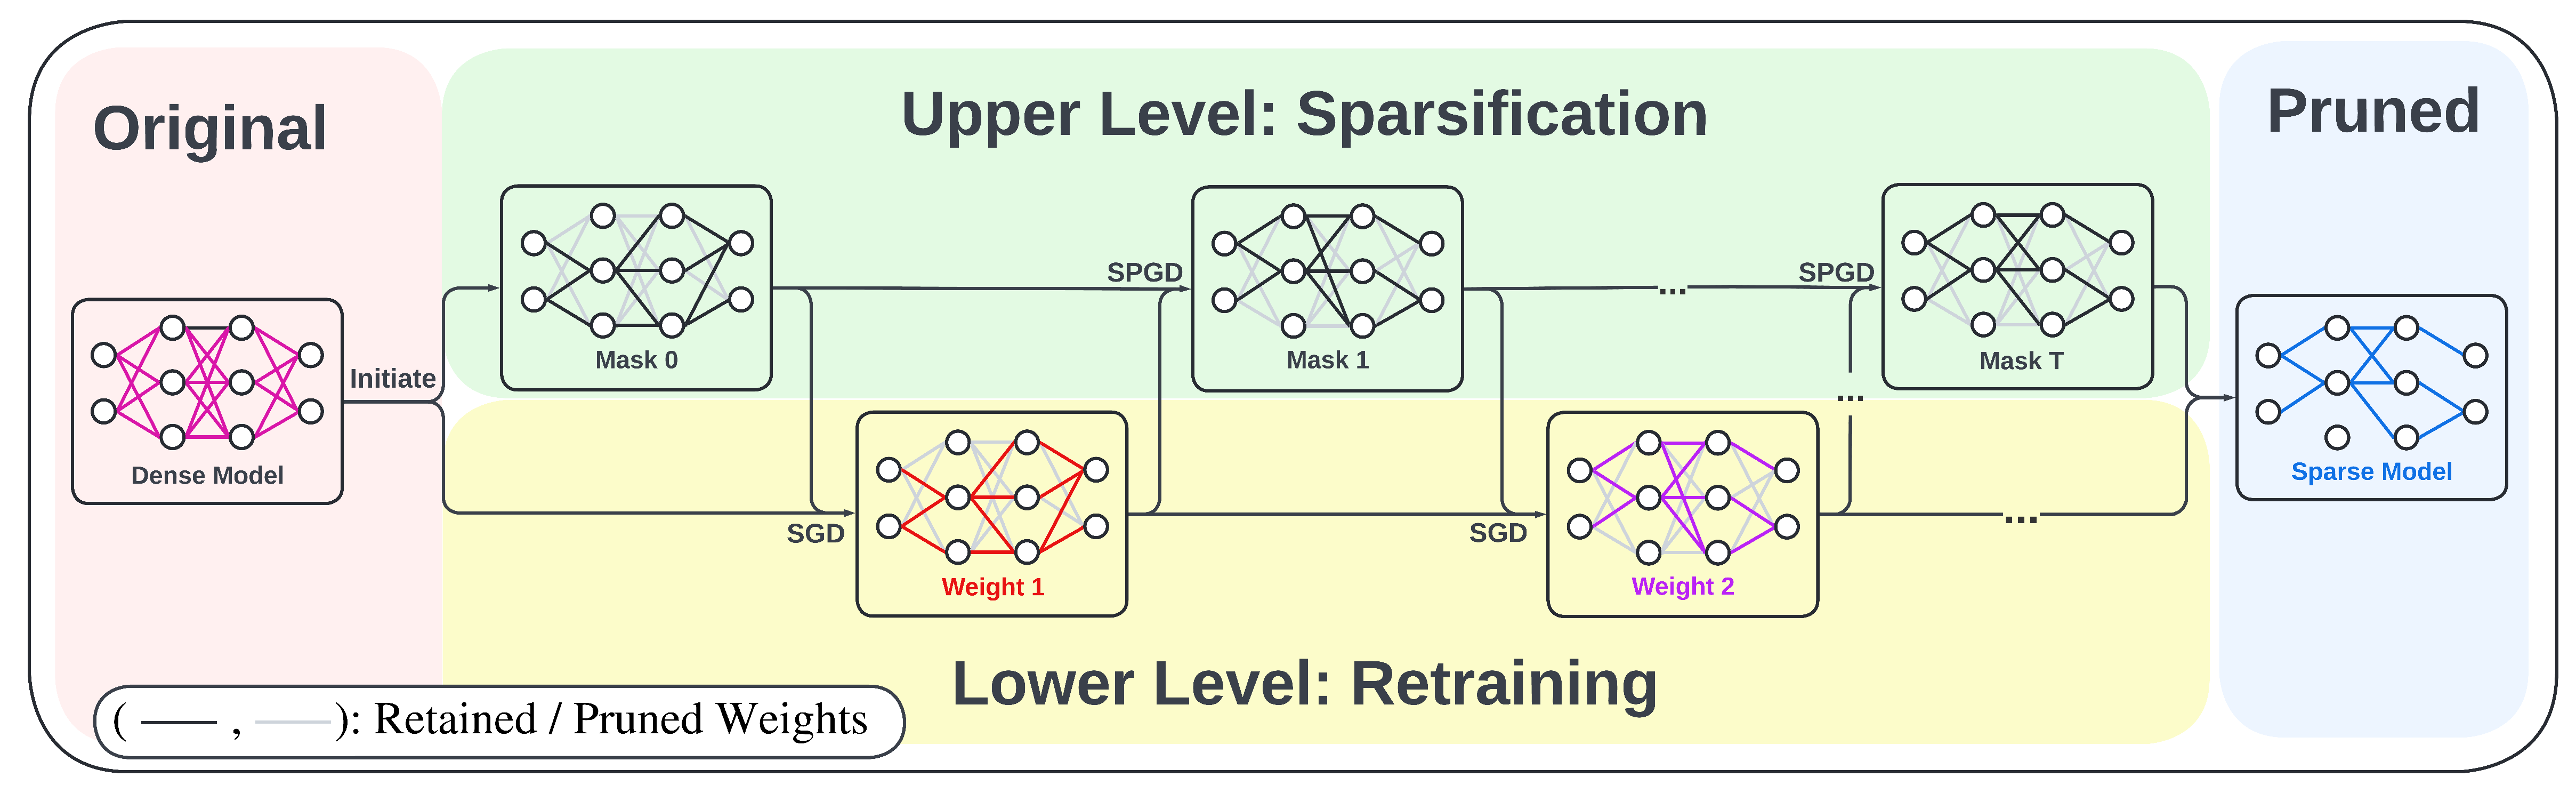 Original
Upper Level: Sparsification
Pruned
Dense Model
Initiate
Mask 0
SPGD
Mask 1
...
SPGD
Mask T
...
SGD
Weight 1
SGD
Weight 2
...
Sparse Model
Lower Level: Retraining
( , ): Retained / Pruned Weights